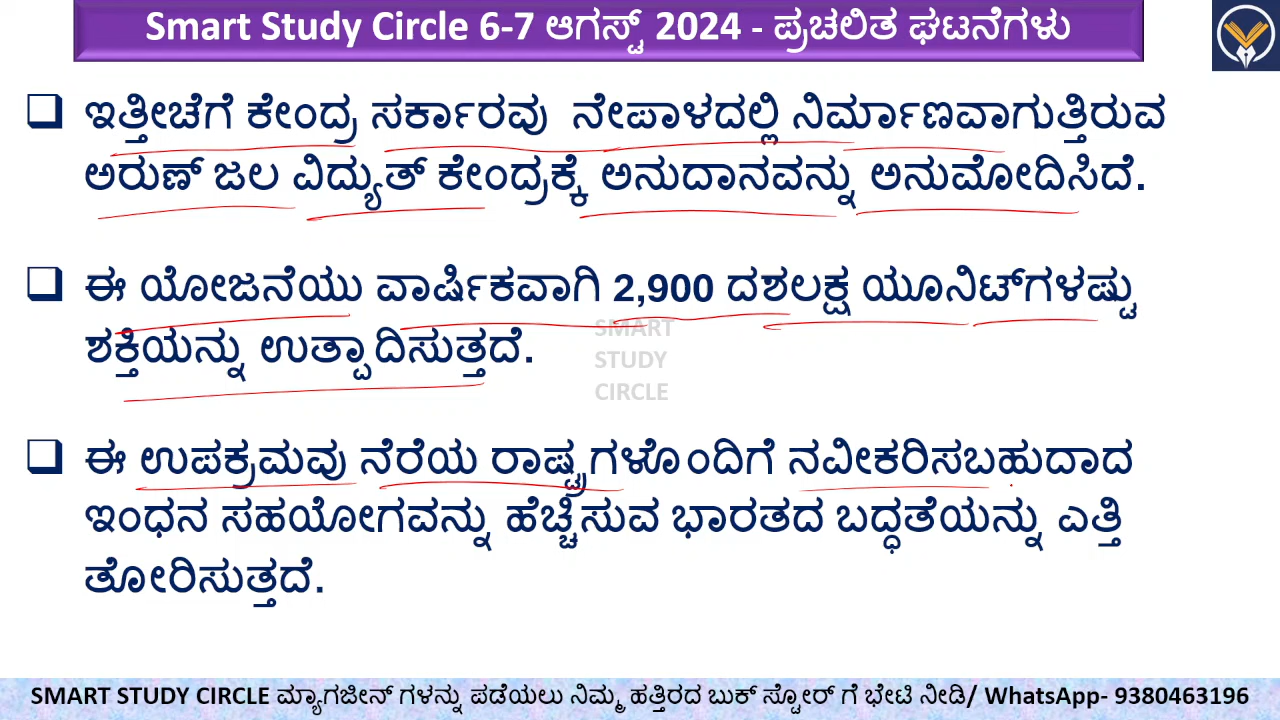 Smart Study Circle 6-7 ಆಗಸ್ಟ್ 2024 - ಪ್ರಚಲಿತ ಘಟನೆಗಳು
ಇತ್ತೀಚೆಗೆ ಕೇಂದ್ರ ಸರ್ಕಾರವು ನೇಪಾಳದಲ್ಲಿ ನಿರ್ಮಾಣವಾಗುತ್ತಿರುವ
ಅರುಣ್ ಜಲ ವಿದ್ಯುತ್ ಕೇಂದ್ರಕ್ಕೆ ಅನುದಾನವನ್ನು ಅನುಮೋದಿಸಿದೆ.
ಈ ಯೋಜನೆಯು ವಾರ್ಷಿಕವಾಗಿ 2,900 ದಶಲಕ್ಷ ಯೂನಿಟ್‌ಗಳಷ್ಟು
ಶಕ್ತಿಯನ್ನು ಉತ್ಪಾದಿಸುತ್ತದೆ.
SMART
STUDY
CIRCLE
ಈ ಉಪಕ್ರಮವು ನೆರೆಯ ರಾಷ್ಟ್ರಗಳೊಂದಿಗೆ ನವೀಕರಿಸಬಹುದಾದ
ಇಂಧನ ಸಹಯೋಗವನ್ನು ಹೆಚ್ಚಿಸುವ ಭಾರತದ ಬದ್ಧತೆಯನ್ನು ಎತ್ತಿ
ತೋರಿಸುತ್ತದೆ.
SMART STUDY CIRCLE ಮ್ಯಾಗಜೀನ್ ಗಳನ್ನು ಪಡೆಯಲು ನಿಮ್ಮ ಹತ್ತಿರದ ಬುಕ್ ಸ್ಟೋರ್ ಗೆ ಭೇಟಿ ನೀಡಿ/ WhatsApp- 9380463196